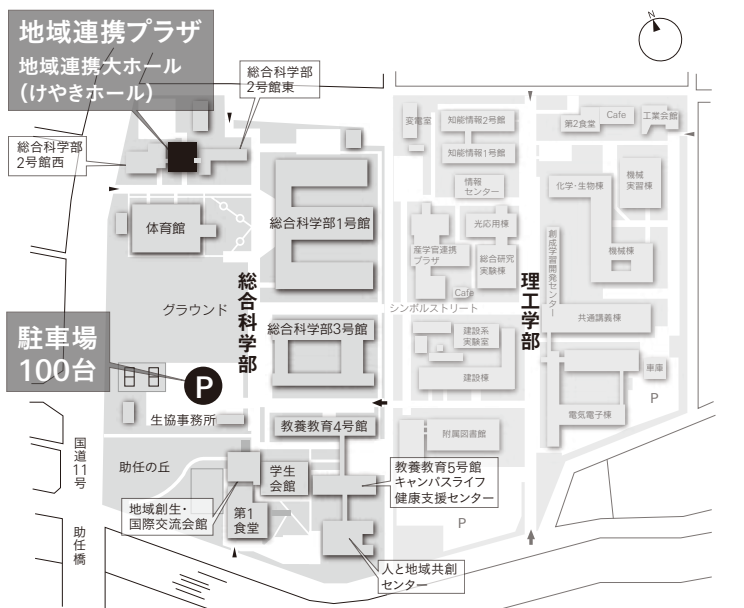 地域連携プラザ
地域連携大ホール
（けやきホール）
総合科学部
2号館東
総合科学部
2号館西
N
変電室
知能情報2号館
知能情報1号館
情報
センター
第2食堂
Cafe
工業会館
化学・生物棟
機械
実習棟
体育館
総合科学部1号館
産学官連携
プラザ
光応用棟
総合研究
実験棟
Cafe
創成学習開発センター
機械棟
グラウンド
総合科学部
シンボルストリート
理工学部
共通講義棟
駐車場
100台
P
総合科学部3号館
建設系
実験室
建設棟
車庫
P
電気電子棟
生協事務所
教養教育4号館
附属図書館
国道11号
助任の丘
学生
会館
教養教育5号館
キャンパスライフ
健康支援センター
地域創生・
国際交流会館
第1
食堂
P
助任橋
人と地域共創
センター